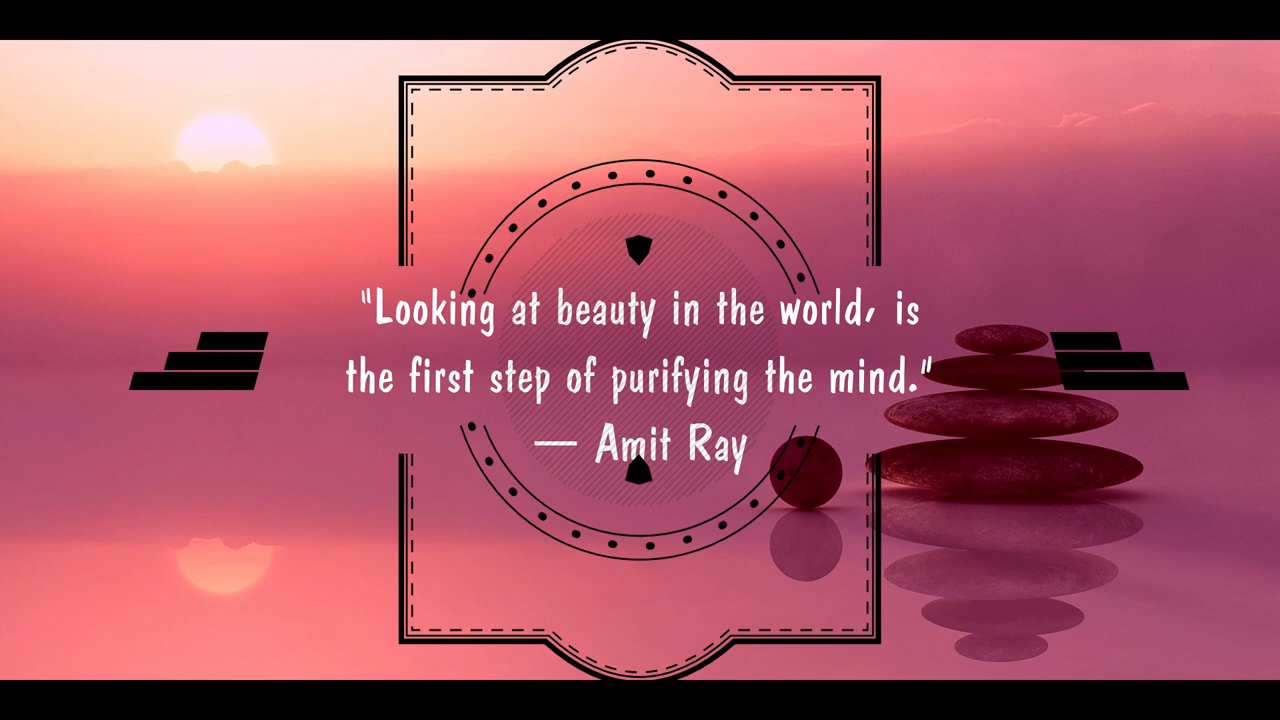 "Looking at beauty in the world, is
the first step of purifying the mind."
— Amit Ray